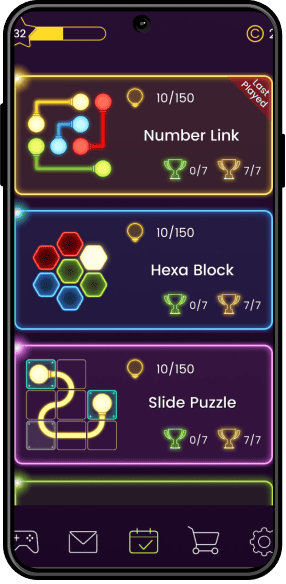 32
2
Last
Played
10/150
Number Link
0/7 7/7
10/150
Hexa Block
0/7 7/7
10/150
Slide Puzzle
0/7 7/7